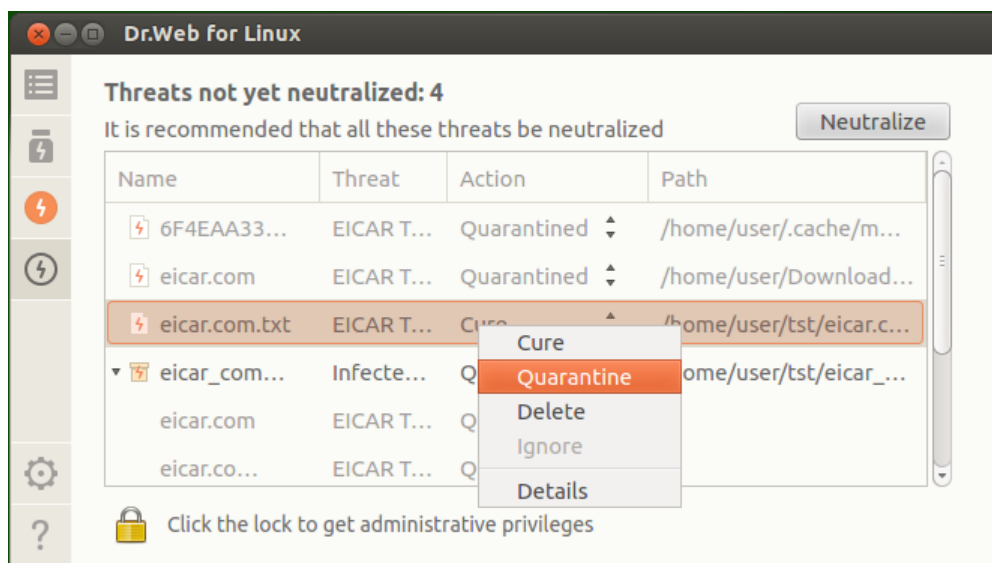 Dr.Web for Linux
Threats not yet neutralized: 4
It is recommended that all these threats be neutralized
Neutralize
Name Threat Action Path
6F4EAA33... EICAR T... Quarantined /home/user/.cache/m...
eicar.com EICAR T... Quarantined /home/user/Download...
eicar.com.txt EICAR T... Cure /home/user/tst/eicar.c...
Cure
eicar_com... Infecte... Q ome/user/tst/eicar_...
Quarantine
eicar.com EICAR T... Q
Delete
Ignore
eicar.co... EICAR T... Q
Details
Click the lock to get administrative privileges
?